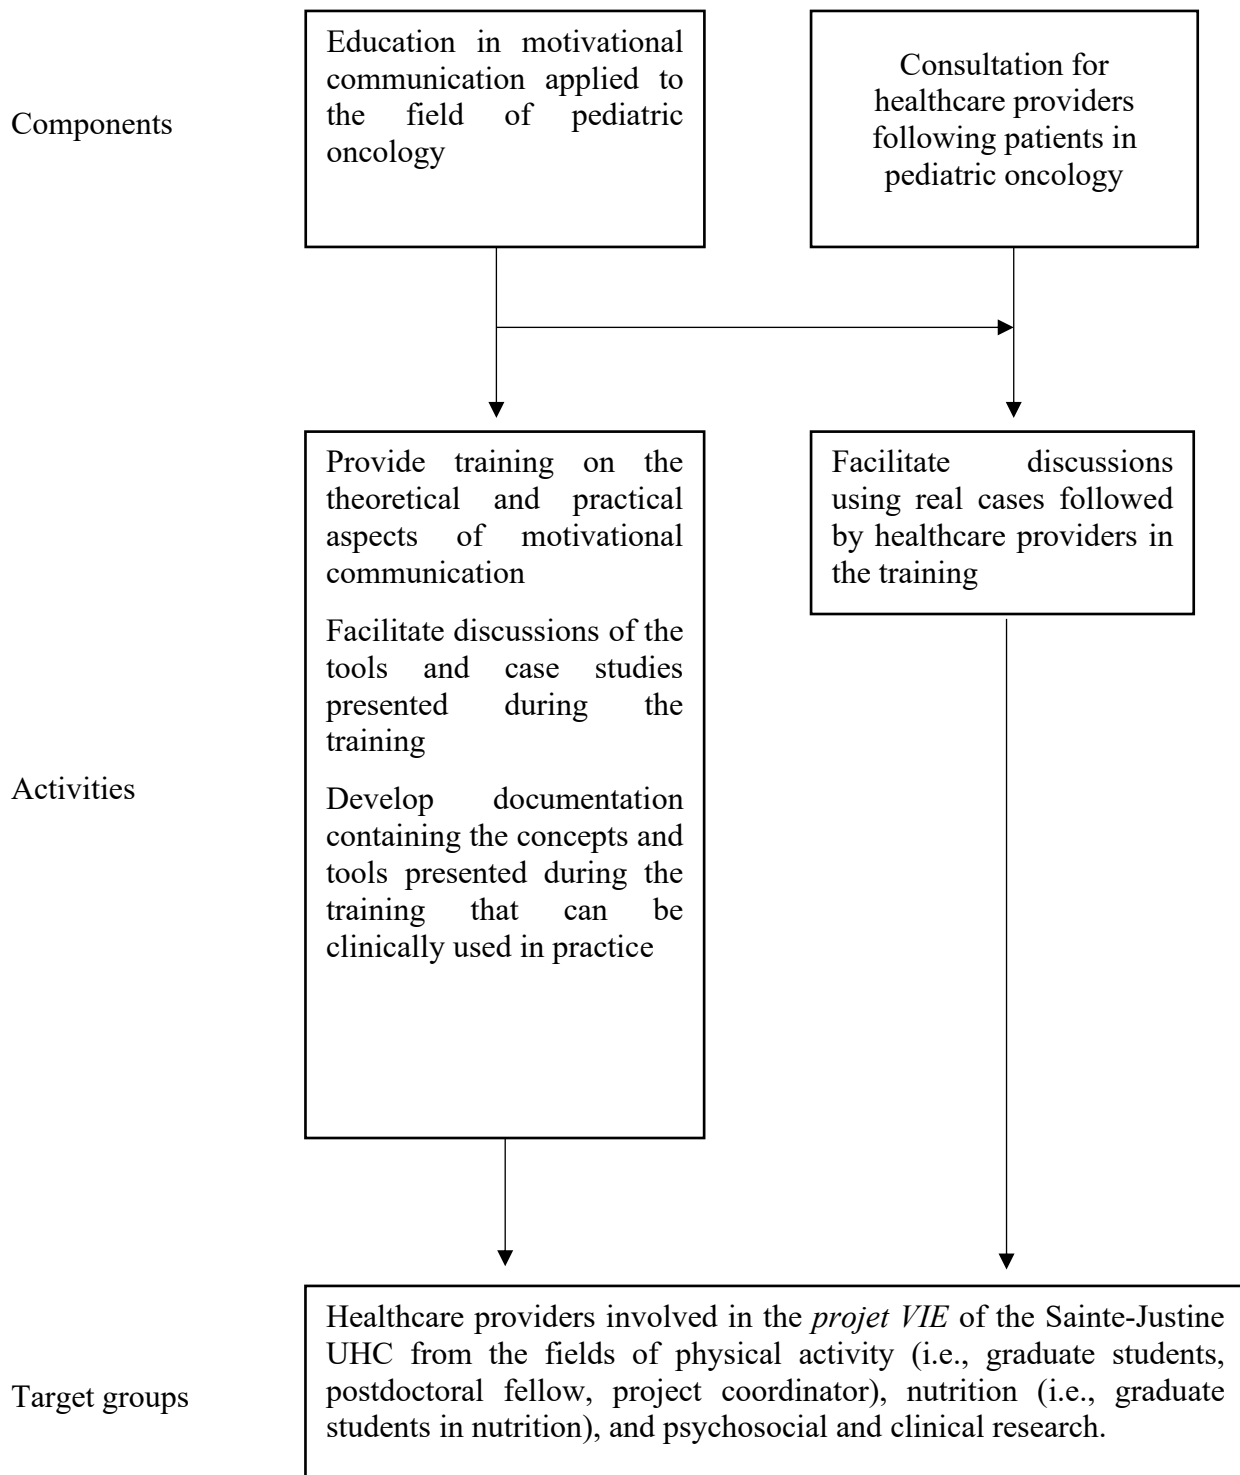 Components
Education in motivational
communication applied to
the field of pediatric
oncology
Consultation for
healthcare providers
following patients in
pediatric oncology
Activities
Provide training on the
theoretical and practical
aspects of motivational
communication
Facilitate discussions of the
tools and case studies
presented during the
training
Develop documentation
containing the concepts and
tools presented during the
training that can be
clinically used in practice
Facilitate discussions
using real cases followed
by healthcare providers in
the training
Target groups
Healthcare providers involved in the projet VIE of the Sainte-Justine
UHC from the fields of physical activity (i.e., graduate students,
postdoctoral fellow, project coordinator), nutrition (i.e., graduate
students in nutrition), and psychosocial and clinical research.